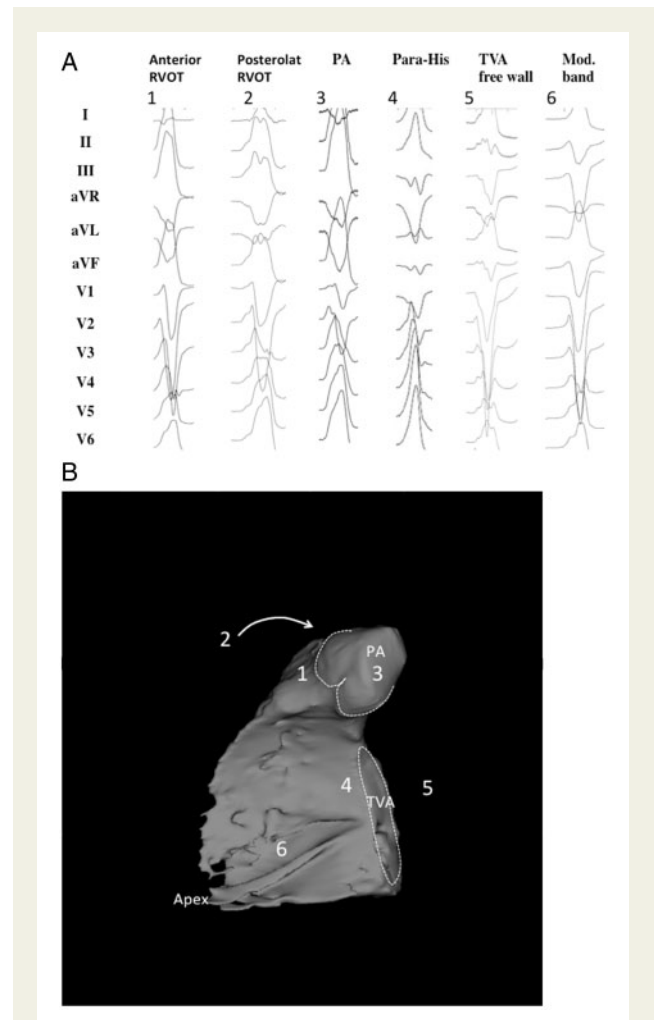 A
Anterior RVOT
Posterolat RVOT
PA
Para-His
TVA free wall
Mod. band
1 2 3 4 5 6
I
II
III
aVR
aVL
aVF
V1
V2
V3
V4
V5
V6
B
2
PA
1 3
4 5
TVA
6
Apex